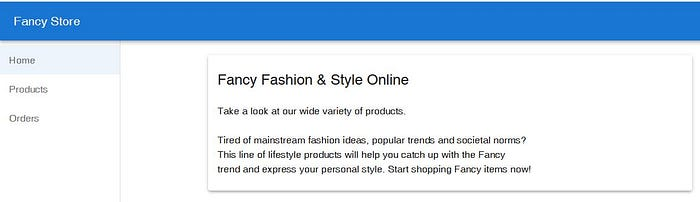 Fancy Store
Home
Products
Orders
Fancy Fashion & Style Online
Take a look at our wide variety of products.
Tired of mainstream fashion ideas, popular trends and societal norms?
This line of lifestyle products will help you catch up with the Fancy
trend and express your personal style. Start shopping Fancy items now!